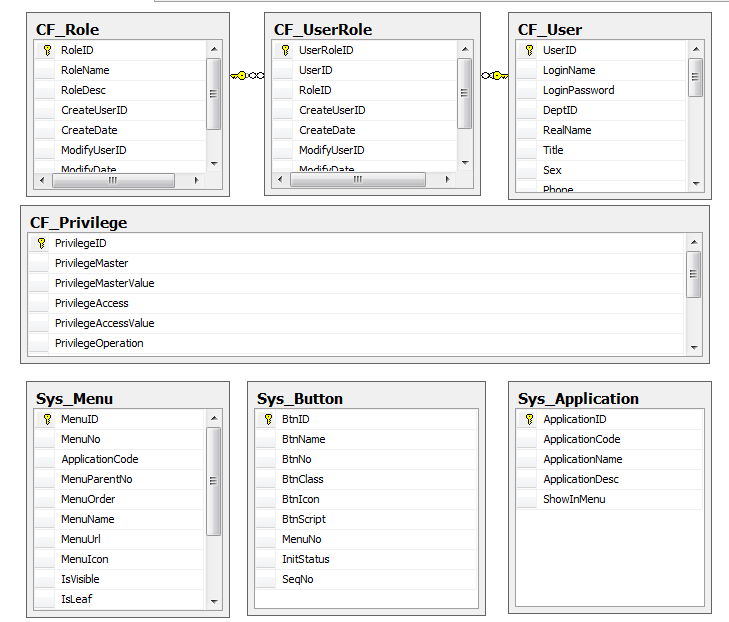 CF_Role
RoleID
RoleName
RoleDesc
CreateUserID
CreateDate
ModifyUserID
ModifyDate
CF_UserRole
UserRoleID
UserID
RoleID
CreateUserID
CreateDate
ModifyUserID
ModifyDate
CF_User
UserID
LoginName
LoginPassword
DeptID
RealName
Title
Sex
Phone
CF_Privilege
PrivilegeID
PrivilegeMaster
PrivilegeMasterValue
PrivilegeAccess
PrivilegeAccessValue
PrivilegeOperation
Sys_Menu
MenuID
MenuNo
ApplicationCode
MenuParentNo
MenuOrder
MenuName
MenuUrl
MenuIcon
IsVisible
IsLeaf
Sys_Button
BtnID
BtnName
BtnNo
BtnClass
BtnIcon
BtnScript
MenuNo
InitStatus
SeqNo
Sys_Application
ApplicationID
ApplicationCode
ApplicationName
ApplicationDesc
ShowInMenu